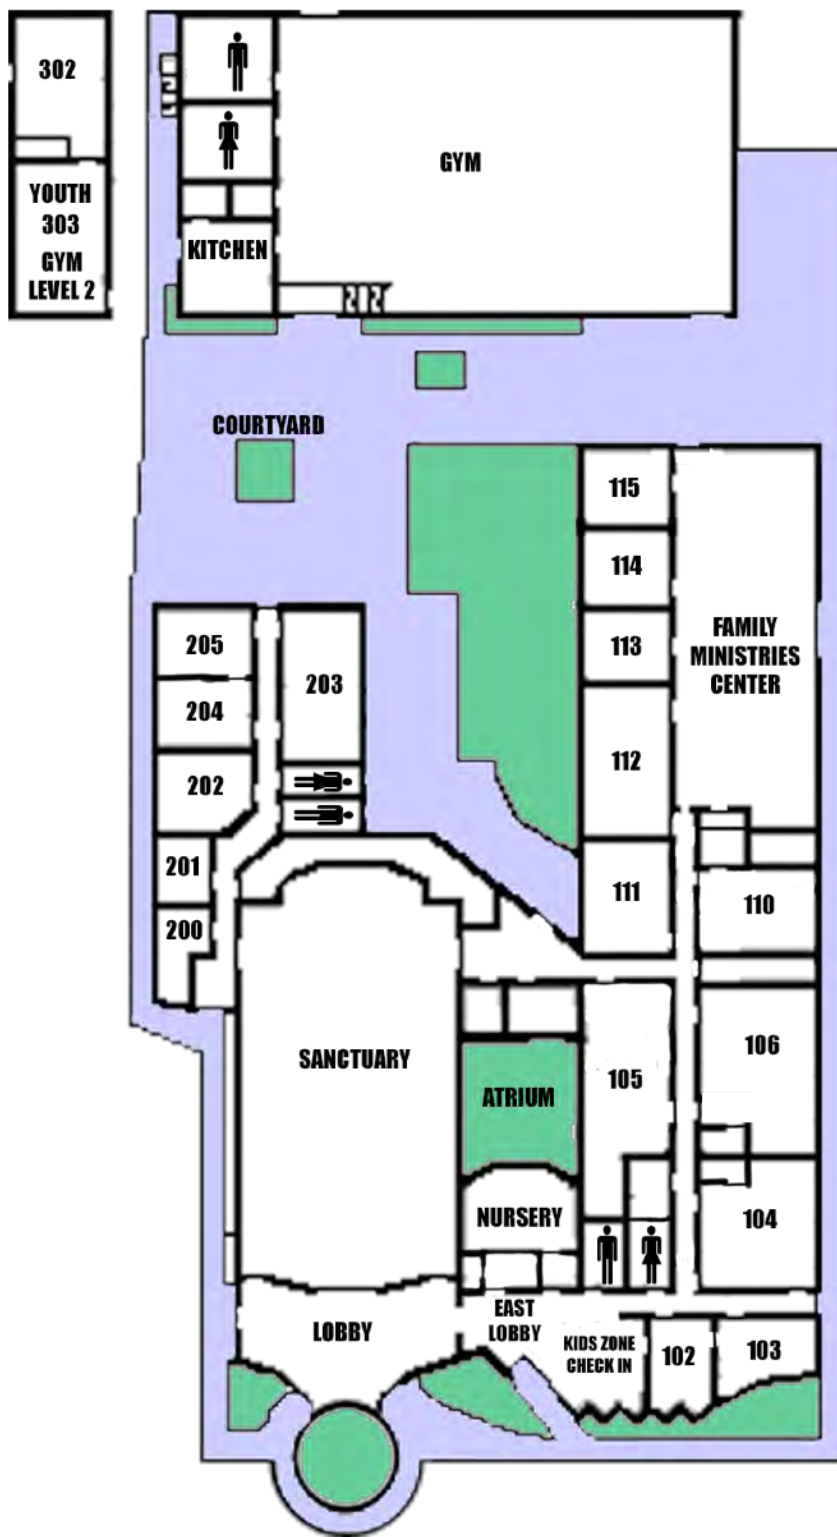 302
YOUTH
303
GYM
LEVEL 2
GYM
KITCHEN
COURTYARD
115
114
113
112
111
FAMILY
MINISTRIES
CENTER
205
204
203
202
201
200
110
106
105
104
SANCTUARY
ATRIUM
NURSERY
LOBBY
EAST
LOBBY
KIDS ZONE
CHECK IN
102
103